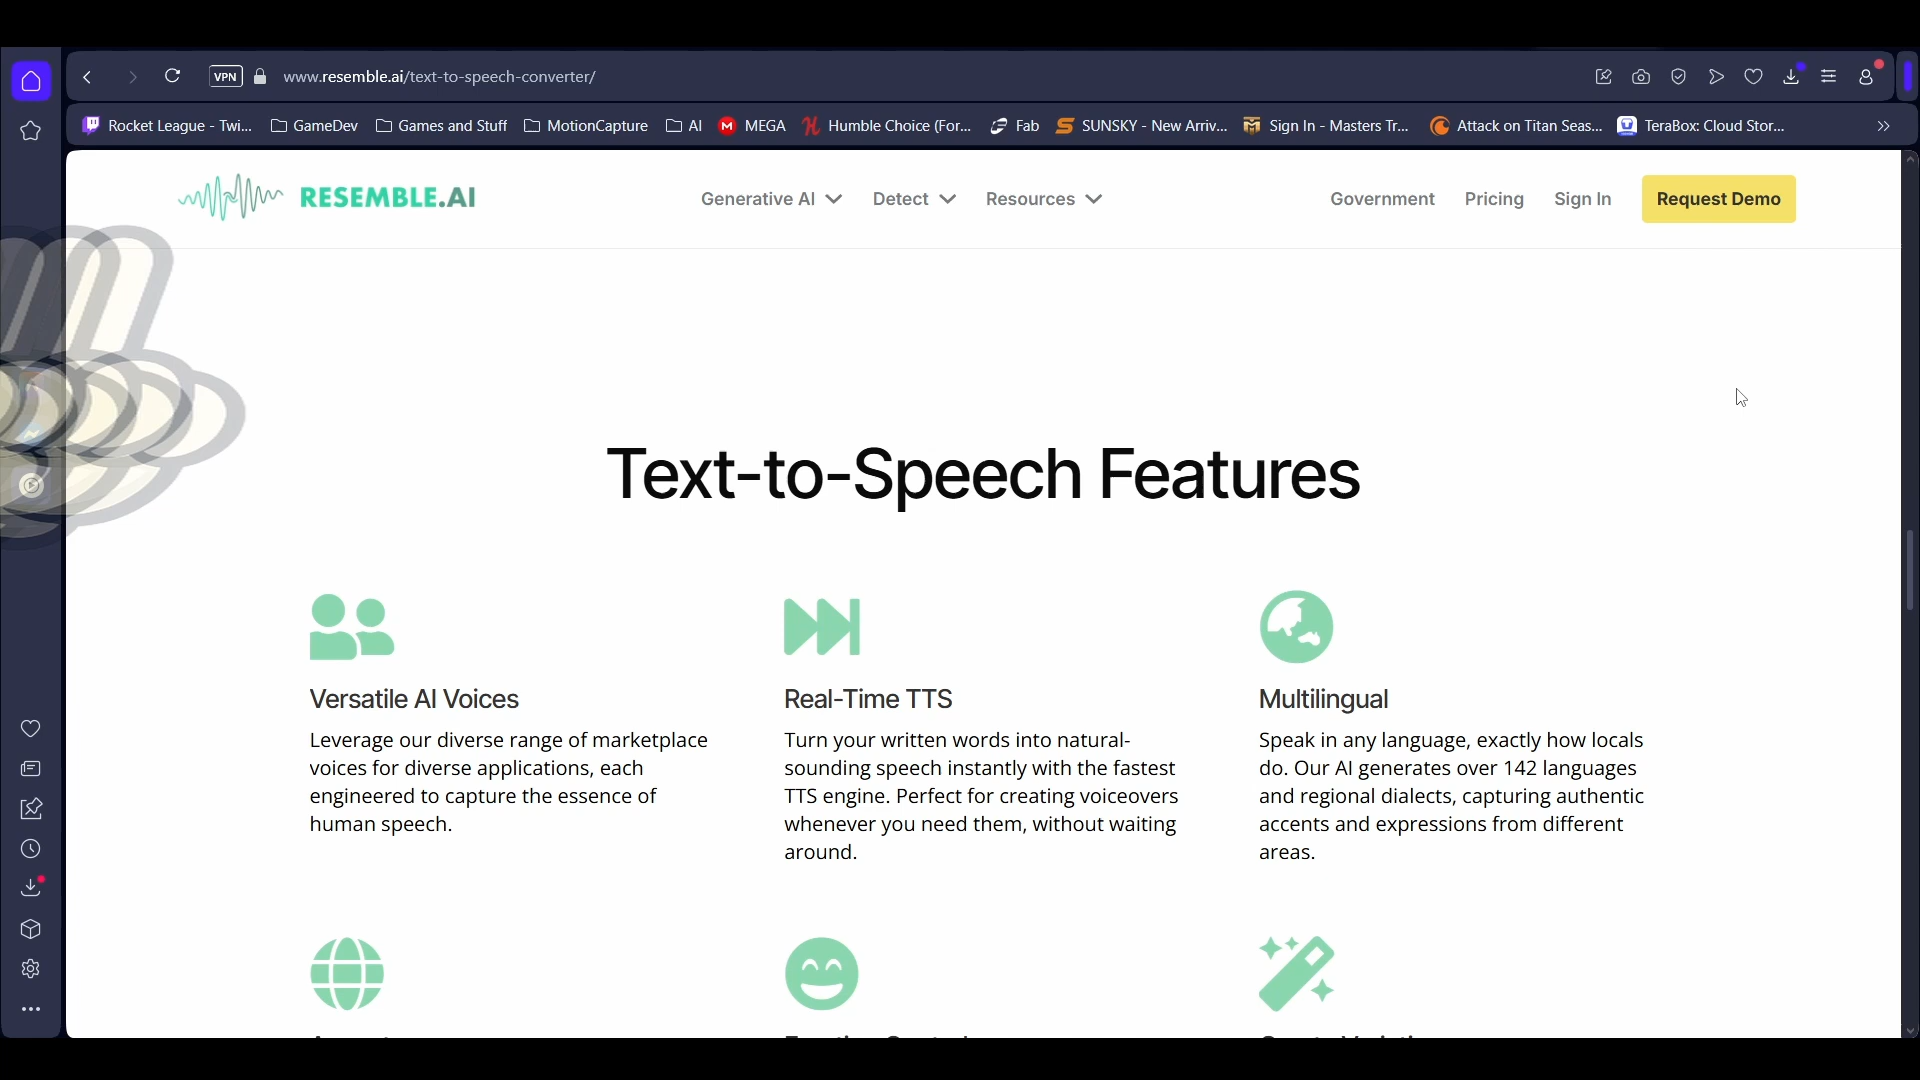 VPN
www.resemble.ai/text-to-speech-converter/
Rocket League - Twi...
GameDev
Games and Stuff
MotionCapture
AI
MEGA
Humble Choice (For...
Fab
SUNSKY - New Arriv...
Sign In - Masters Tr...
Attack on Titan Seas...
TeraBox: Cloud Stor...
RESEMBLE.AI
Generative AI
Detect
Resources
Government
Pricing
Sign In
Request Demo
Text-to-Speech Features
Versatile AI Voices
Leverage our diverse range of marketplace
voices for diverse applications, each
engineered to capture the essence of
human speech.
Real-Time TTS
Turn your written words into natural-
sounding speech instantly with the fastest
TTS engine. Perfect for creating voiceovers
whenever you need them, without waiting
around.
Multilingual
Speak in any language, exactly how locals
do. Our AI generates over 142 languages
and regional dialects, capturing authentic
accents and expressions from different
areas.